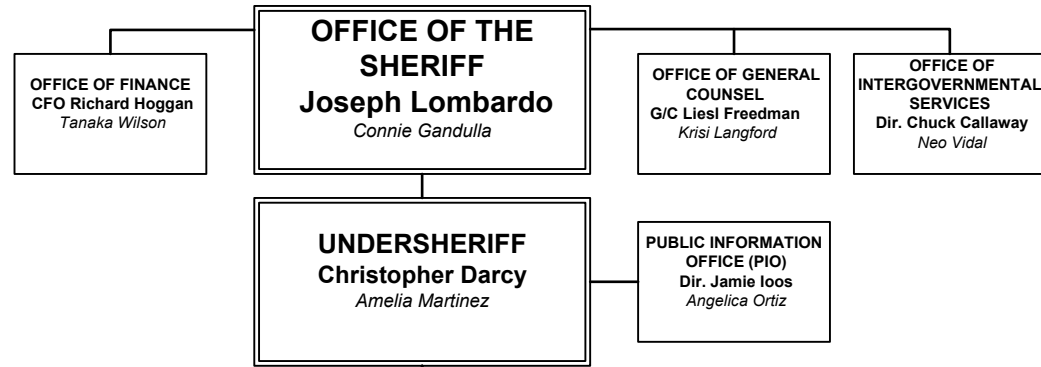 OFFICE OF THE
SHERIFF
Joseph Lombardo
Connie Gandulla
OFFICE OF FINANCE
CFO Richard Hoggan
Tanaka Wilson
OFFICE OF GENERAL
COUNSEL
G/C Liesl Freedman
Krisi Langford
OFFICE OF
INTERGOVERNMENTAL
SERVICES
Dir. Chuck Callaway
Neo Vidal
UNDERSHERIFF
Christopher Darcy
Amelia Martinez
PUBLIC INFORMATION
OFFICE (PIO)
Dir. Jamie Ioos
Angelica Ortiz